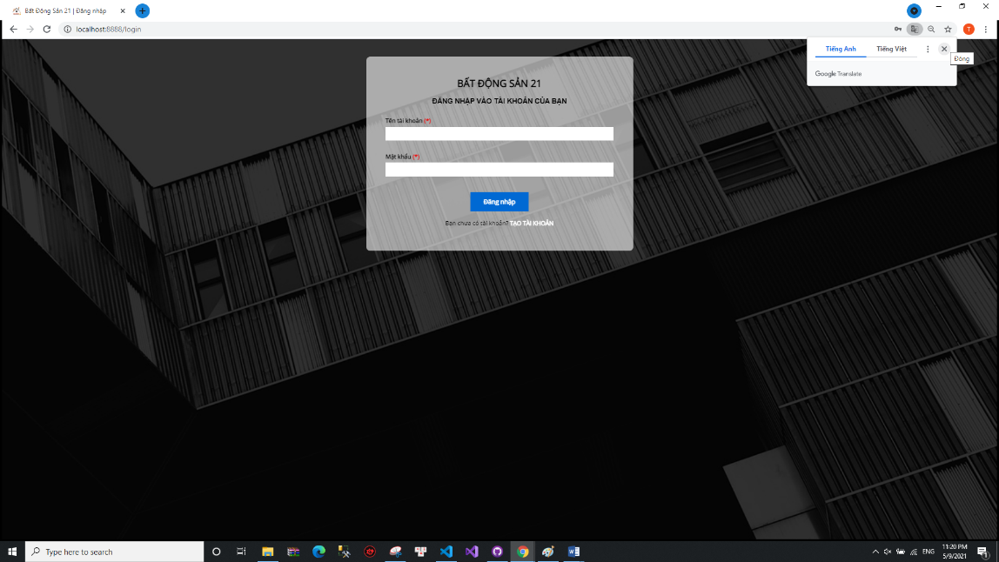 Bất Động Sản 21 | Đăng nhập
localhost:8888/login
T
Tiếng Anh
Tiếng Việt
Đóng
Google Translate
BẤT ĐỘNG SẢN 21
ĐĂNG NHẬP VÀO TÀI KHOẢN CỦA BẠN
Tên tài khoản (*)
Mật khẩu (*)
Đăng nhập
Bạn chưa có tài khoản? TẠO TÀI KHOẢN
Type here to search
ENG
11:20 PM
5/9/2021
1